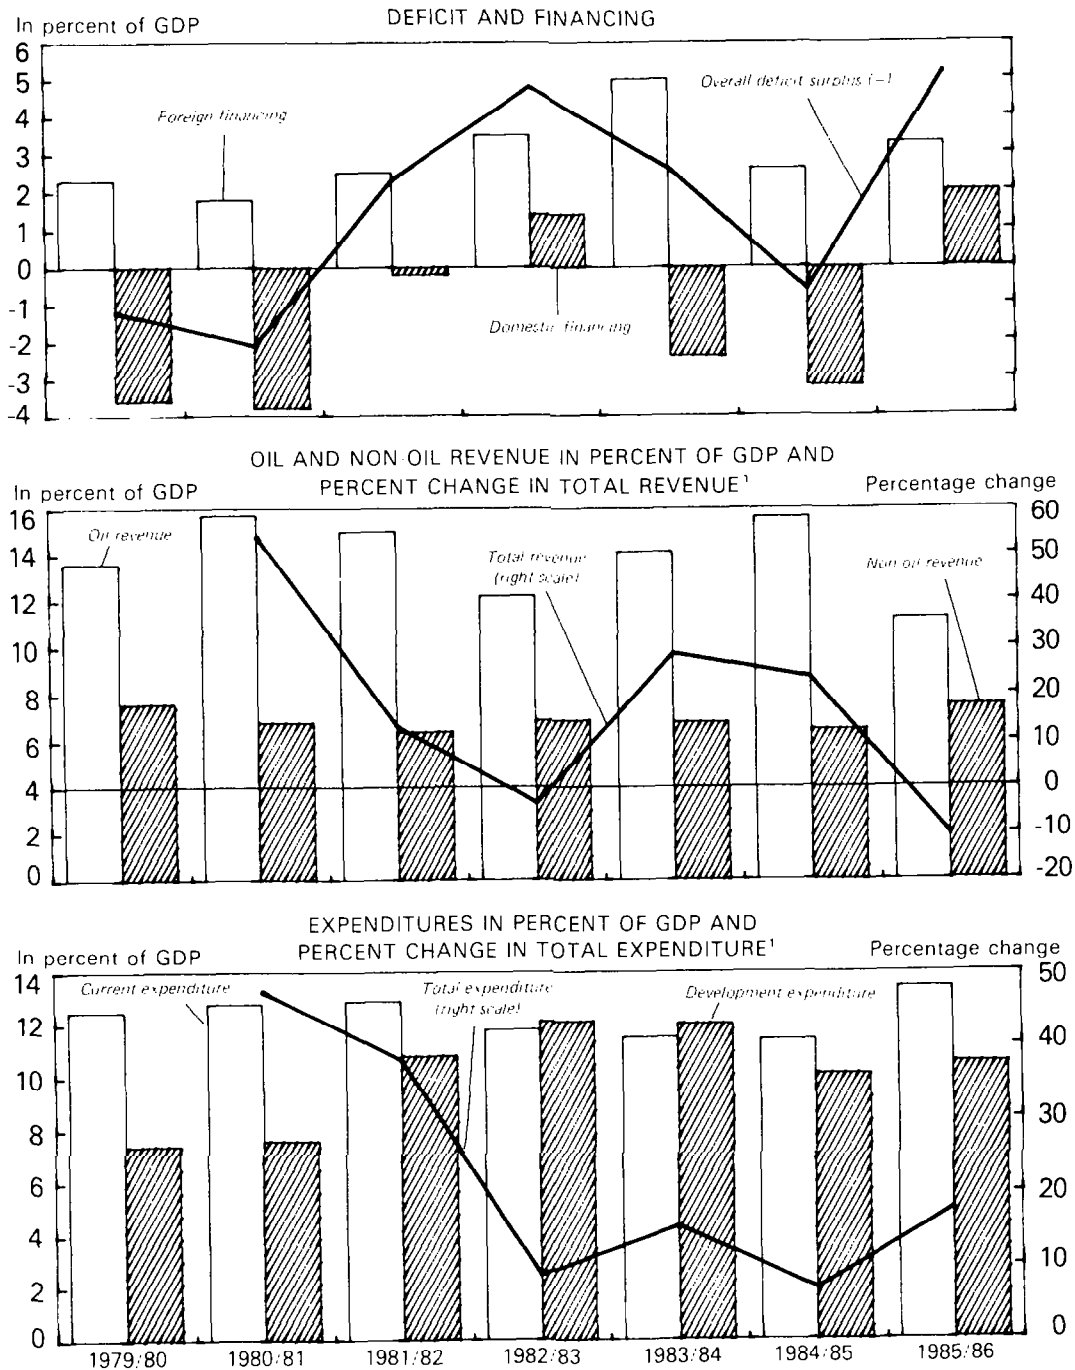 DEFICIT AND FINANCING
In percent of GDP
6
5
4
3
2
1
0
-1
-2
-3
-4
Foreign financing
Overall deficit surplus (-)
Domestic financing
OIL AND NON-OIL REVENUE IN PERCENT OF GDP AND
PERCENT CHANGE IN TOTAL REVENUE¹
In percent of GDP
Percentage change
16
14
12
10
8
6
4
2
0
60
50
40
30
20
10
0
-10
-20
Oil revenue
Total revenue
(right scale)
Non oil revenue
EXPENDITURES IN PERCENT OF GDP AND
PERCENT CHANGE IN TOTAL EXPENDITURE¹
In percent of GDP
Percentage change
14
12
10
8
6
4
2
0
50
40
30
20
10
0
Current expenditure
Total expenditure
(right scale)
Development expenditure
1979/80 1980/81 1981/82 1982/83 1983/84 1984/85 1985/86